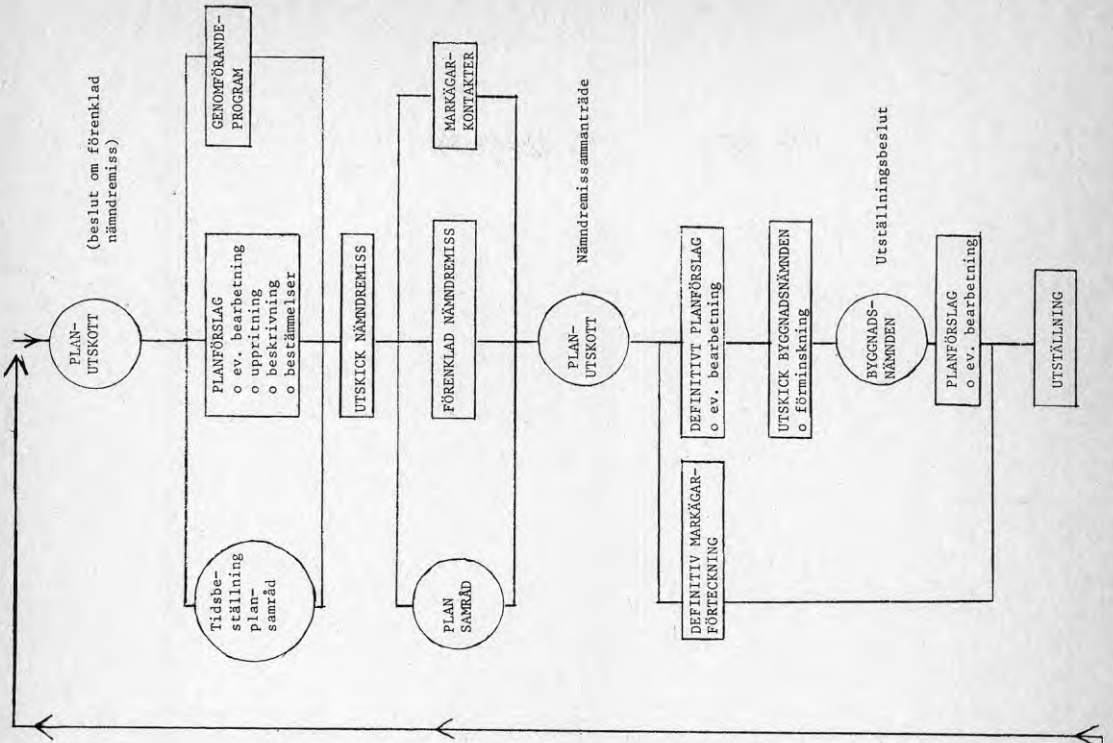 PLAN-
UTSKOTT
(beslut om förenklad
nämndremiss)
Tidsbe-
ställning
plan-
samråd
PLANFÖRSLAG
o ev. bearbetning
o uppritning
o beskrivning
o bestämmelser
GENOMFÖRANDE-
PROGRAM
UTSKICK NÄMNDREMISS
PLAN
SAMRÅD
FÖRENKLAD NÄMNDREMISS
MARKÄGAR-
KONTAKTER
PLAN-
UTSKOTT
Nämndremissammanträde
DEFINITIV MARKÄGAR-
FÖRTECKNING
DEFINITIVT PLANFÖRSLAG
o ev. bearbetning
UTSKICK BYGGNADSNÄMNDEN
o förminskning
BYGGNADS-
NÄMNDEN
Utställningsbeslut
PLANFÖRSLAG
o ev. bearbetning
UTSTÄLLNING